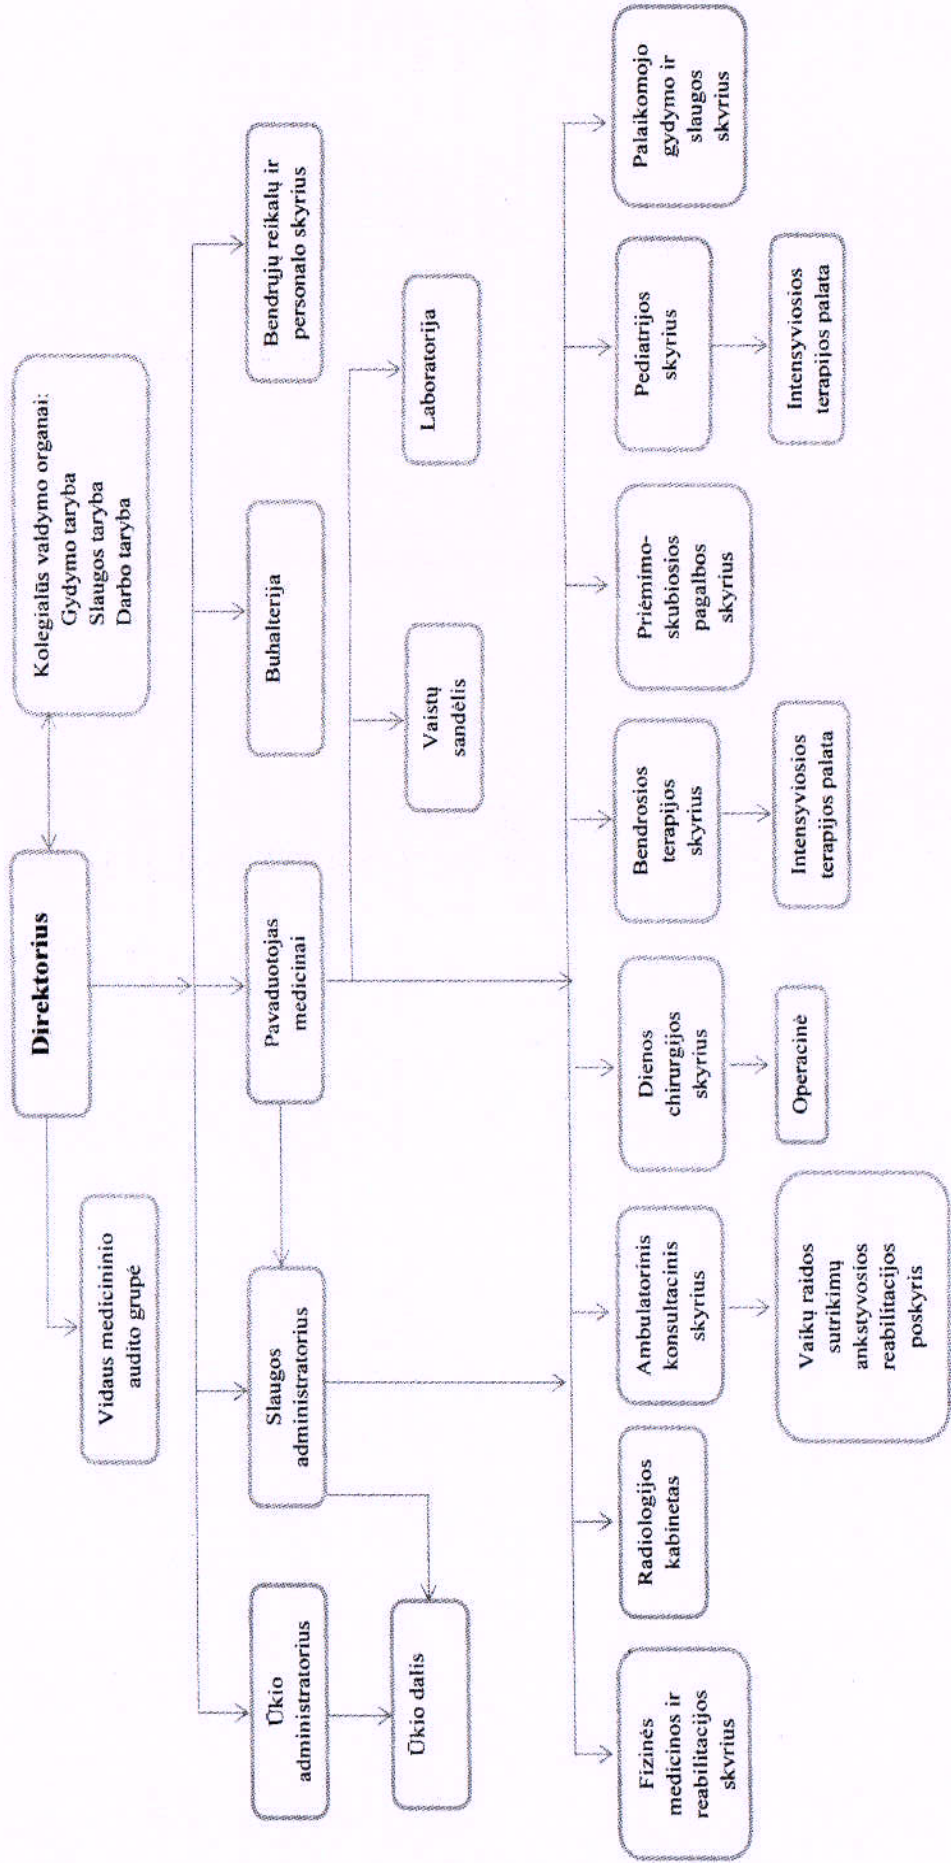 Direktorius
Kolegialūs valdymo organai:
Gydymo taryba
Slaugos taryba
Darbo taryba
Vidaus medicininio
audito grupė
Ūkio
administratorius
Slaugos
administratorius
Pavaduotojas
medicinai
Buhalterija
Bendrųjų reikalų ir
personalo skyrius
Ūkio dalis
Vaistų
sandėlis
Laboratorija
Fizinės
medicinos ir
reabilitacijos
skyrius
Radiologijos
kabinetas
Ambulatorinis
konsultacinis
skyrius
Dienos
chirurgijos
skyrius
Bendrosios
terapijos
skyrius
Priėmimo-
skubiosios
pagalbos
skyrius
Pediatrijos
skyrius
Palaikomojo
gydymo ir
slaugos
skyrius
Vaikų raidos
sutrikimų
ankstyvosios
reabilitacijos
poskyris
Operacinė
Intensyviosios
terapijos palata
Intensyviosios
terapijos palata